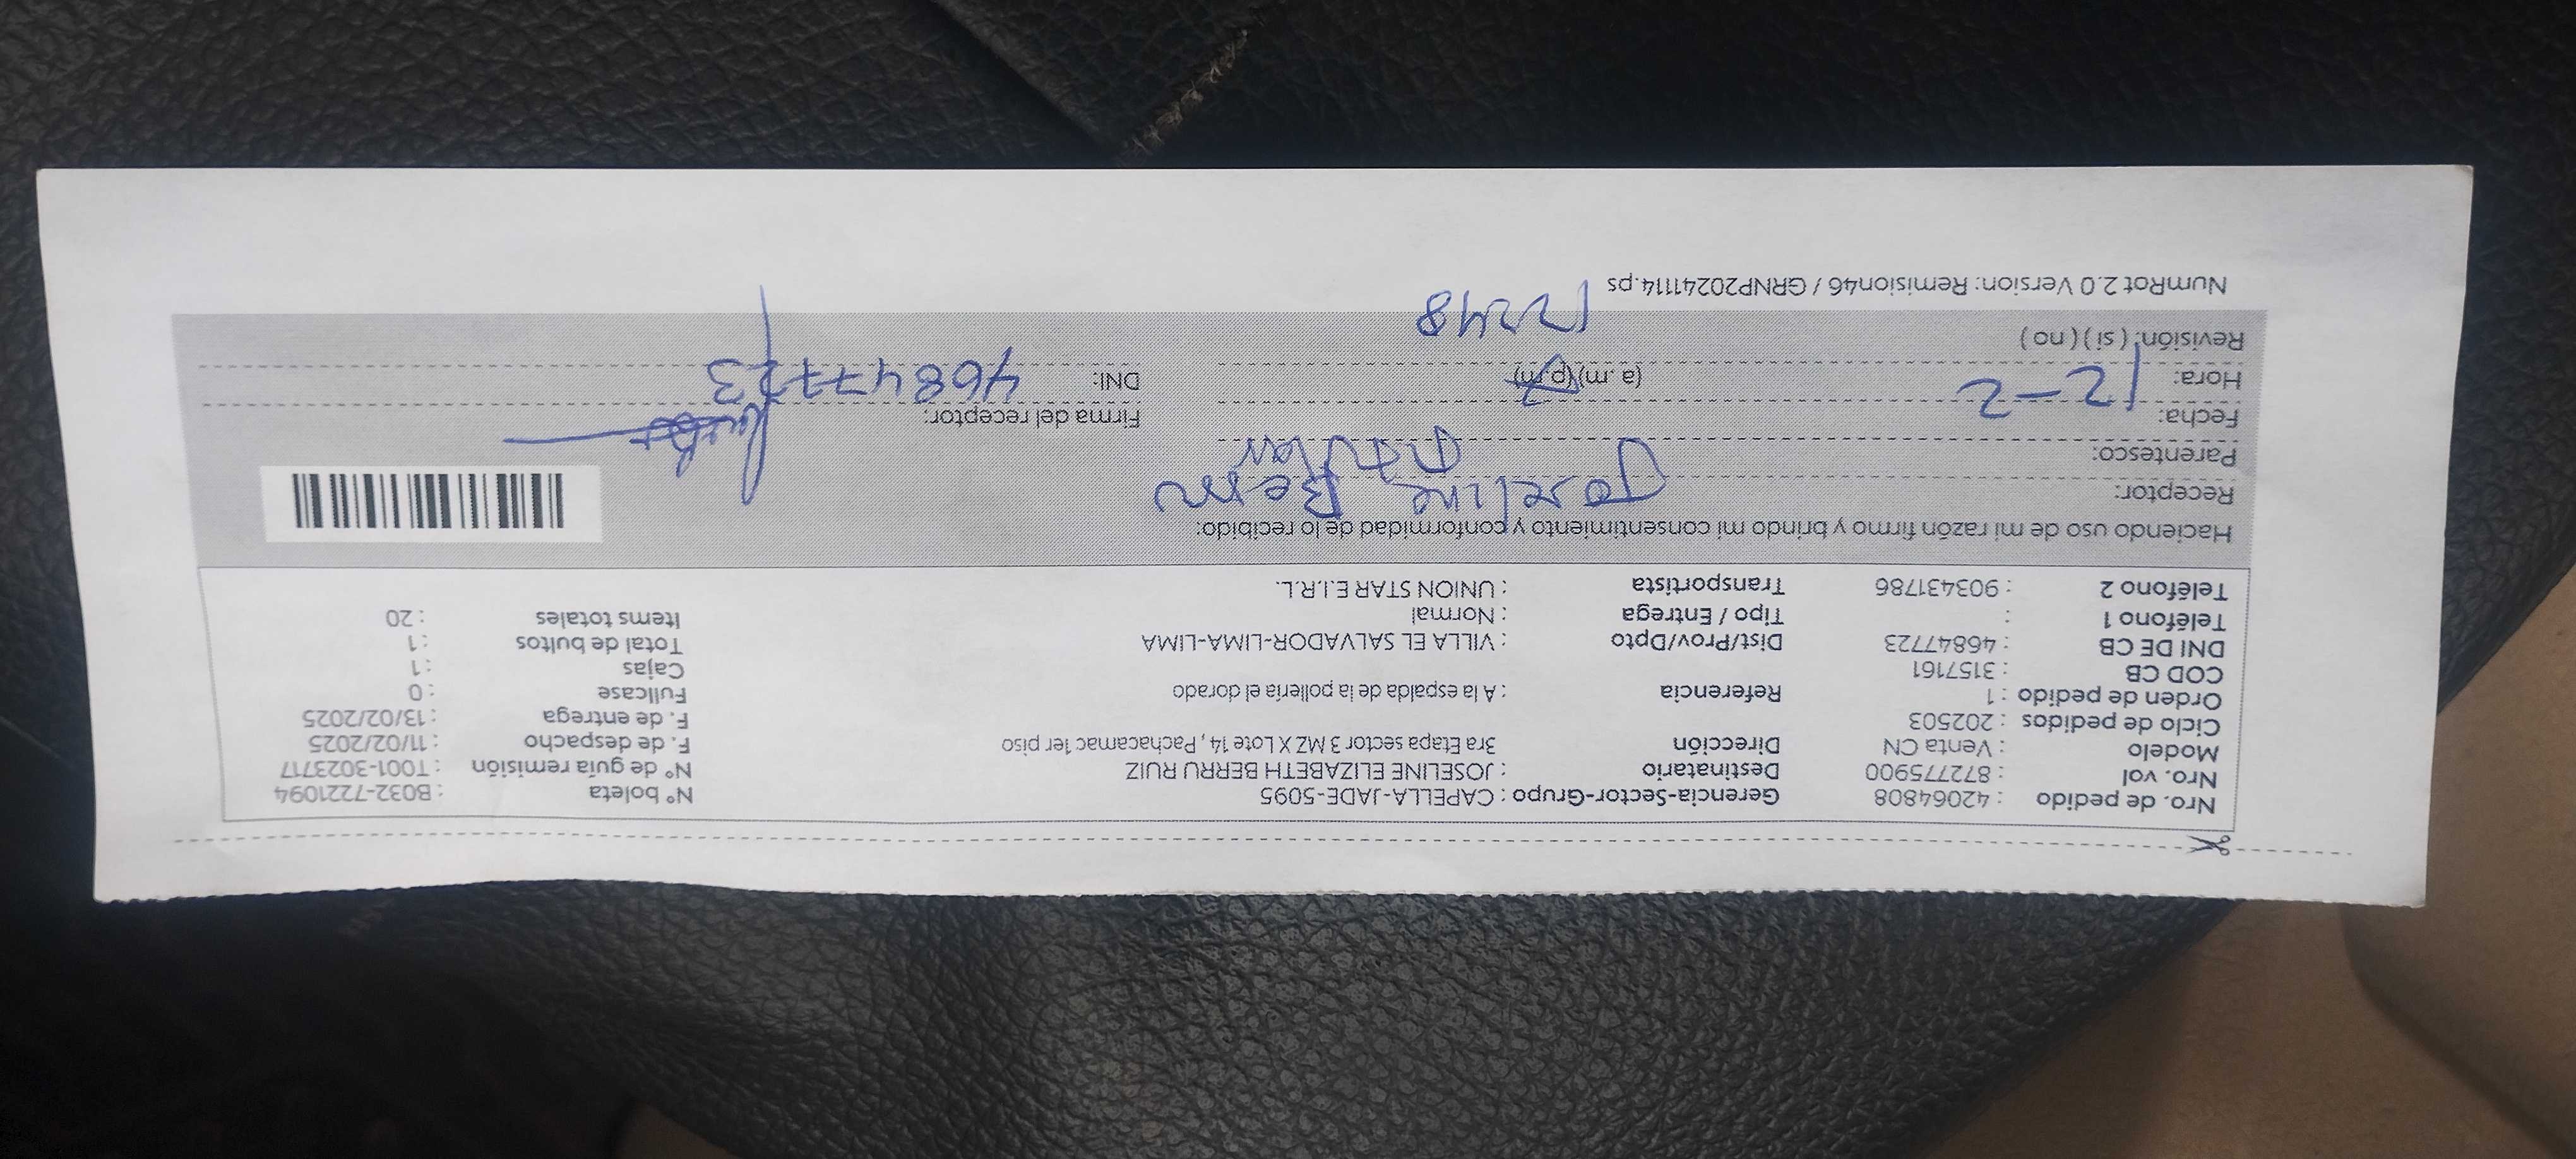 Nro. de pedido : 42064808 Gerencia-Sector-Grupo : CAPELLA-JADE-5095 N° boleta : B032-7221094
Nro. vol : 872775900 Destinatario : JOSELINE ELIZABETH BERRU RUIZ N° de guía remisión : T001-3023717
Modelo : Venta CN Dirección 3ra Etapa sector 3 MZ X Lote 14 , Pachacamac 1er piso F. de despacho : 11/02/2025
Ciclo de pedidos : 202503 F. de entrega : 13/02/2025
Orden de pedido : 1 Referencia : A la espalda de la pollería el dorado Fullcase : 0
COD CB : 3157161 Cajas : 1
DNI DE CB : 46847723 Dist/Prov/Dpto : VILLA EL SALVADOR-LIMA-LIMA Total de bultos : 1
Teléfono 1 : Tipo / Entrega : Normal Items totales : 20
Teléfono 2 : 903431786 Transportista : UNION STAR E.I.R.L.
Haciendo uso de mi razón firmo y brindo mi consentimiento y conformidad de lo recibido:
Receptor: Joseline Berru
Parentesco: titular
Fecha: 12-2 Firma del receptor:
Hora: (a.m) (p.m) DNI: 46847723
Revisión: ( si ) ( no ) 12248
NumRot 2.0 Version: Remision46 / GRNP20241114.ps